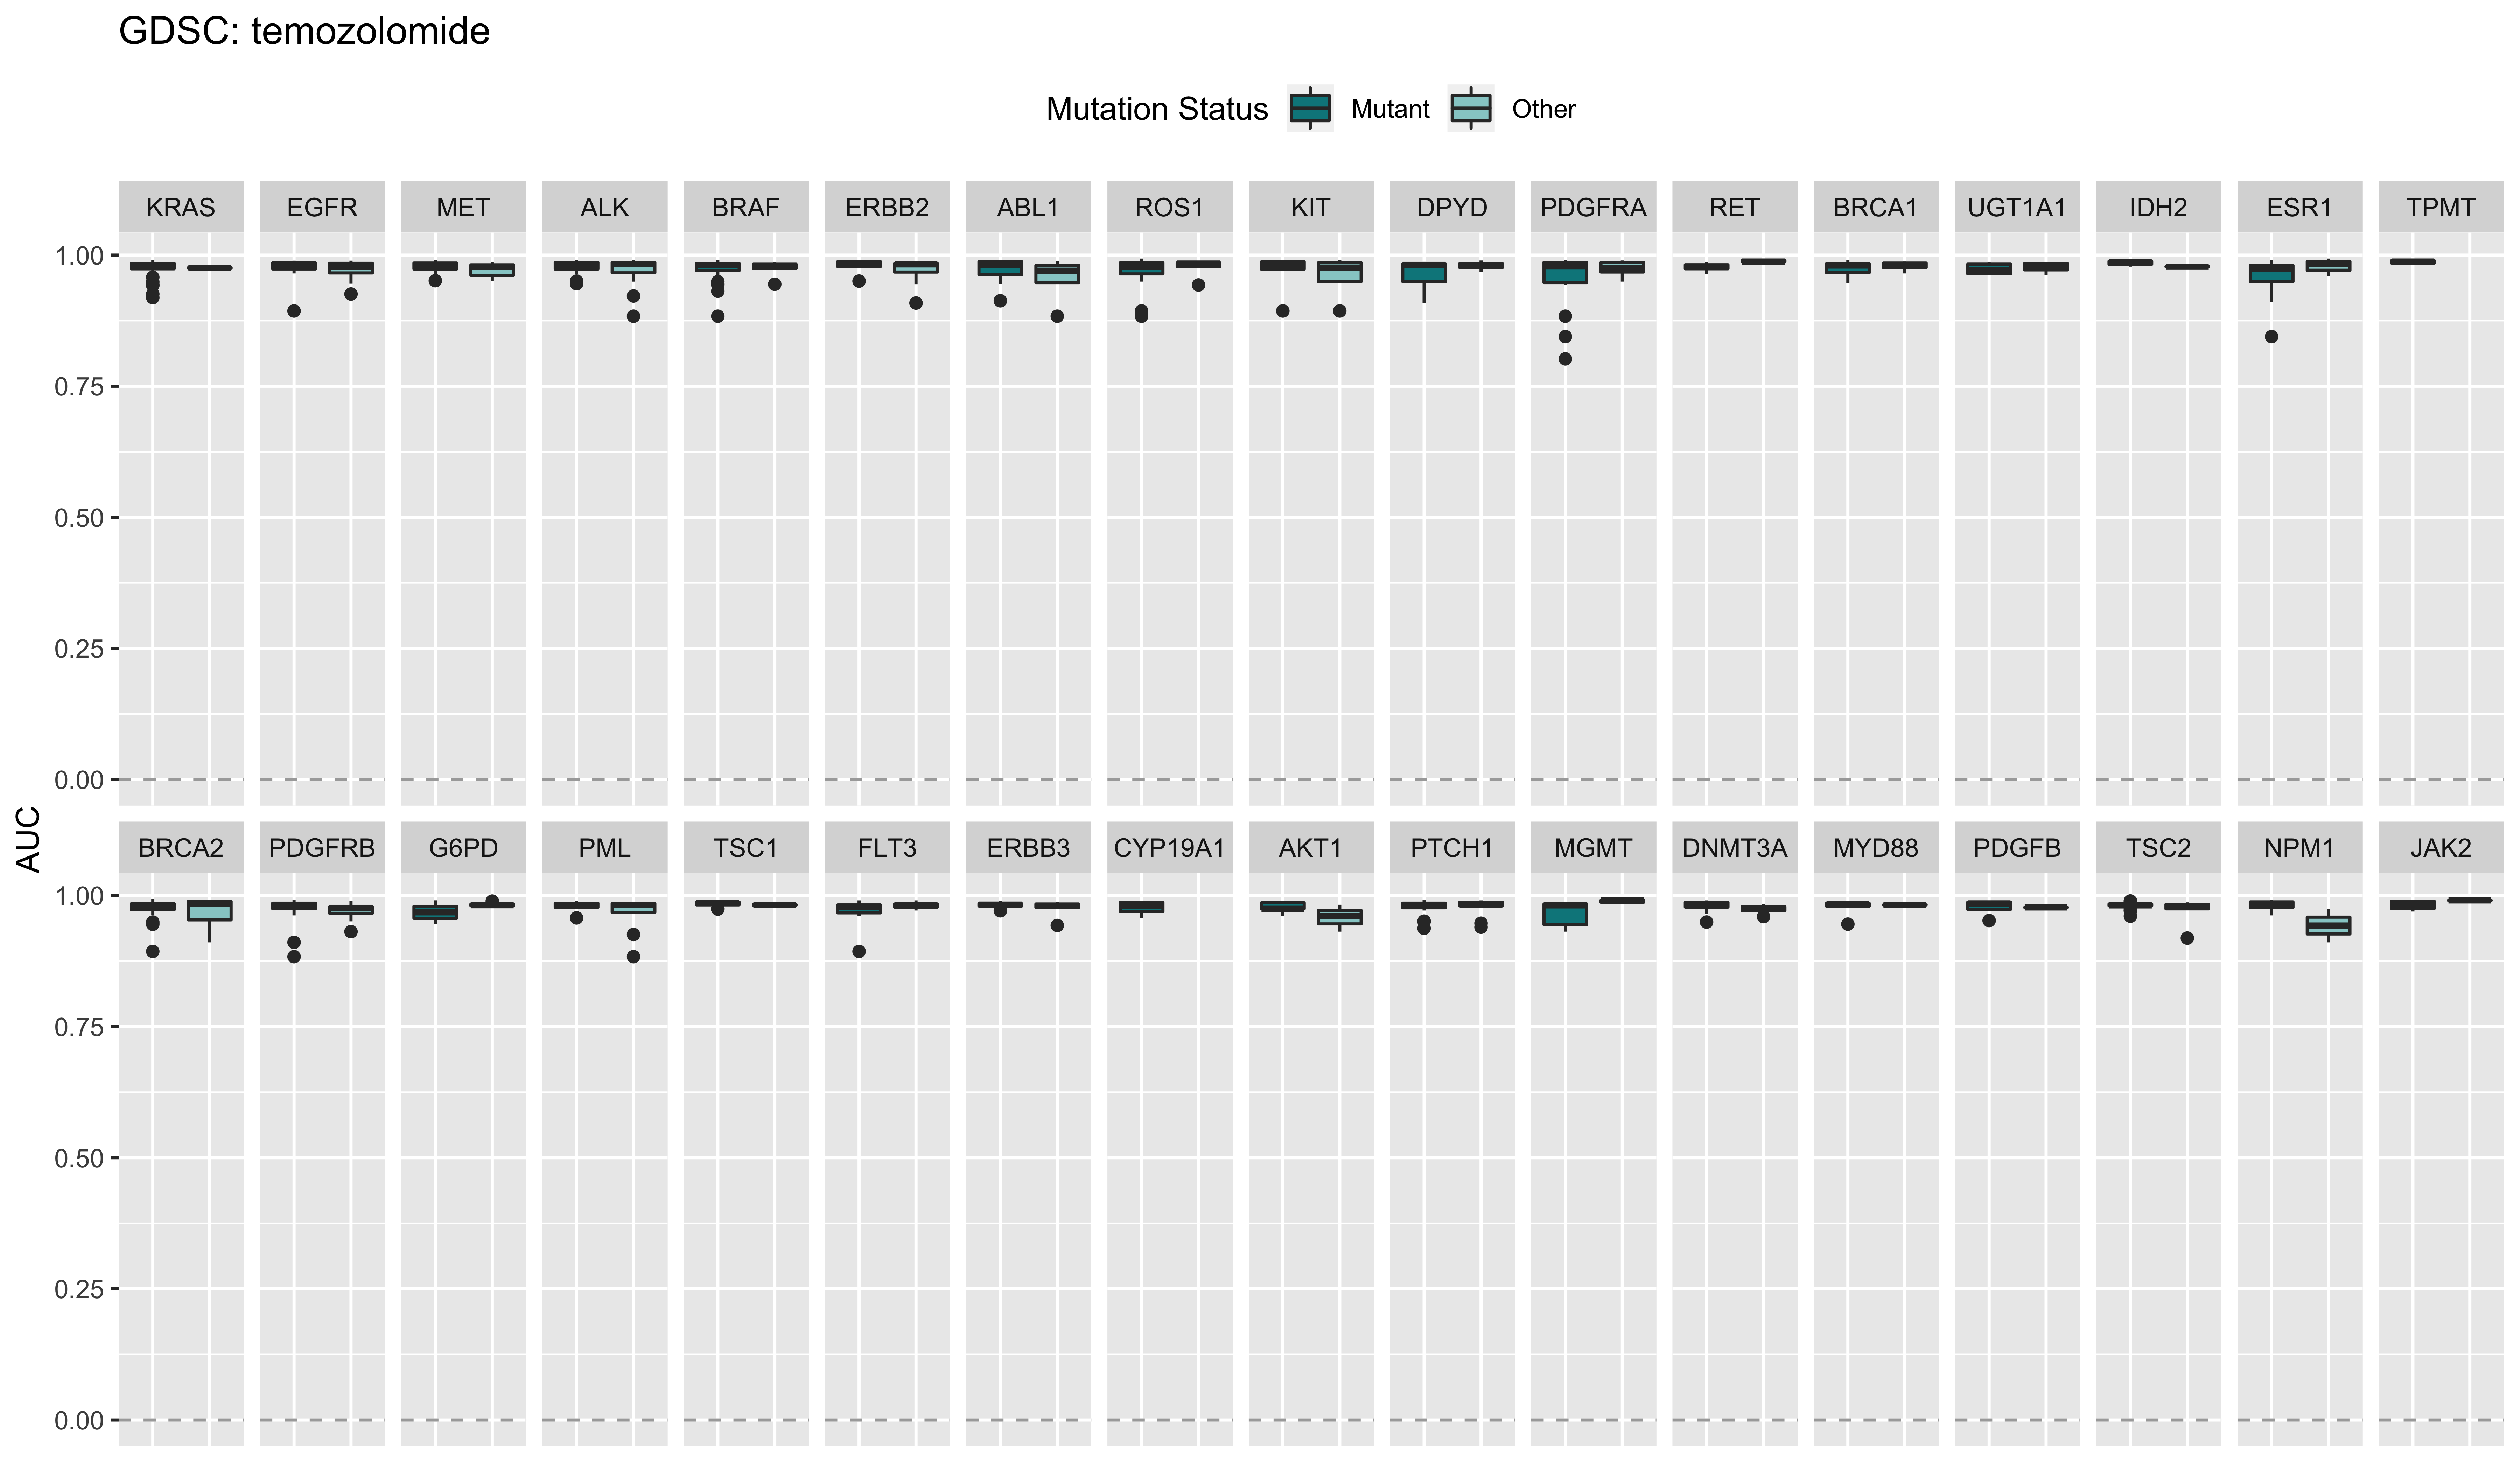 GDSC: temozolomide
Mutation Status Mutant Other
KRAS EGFR MET ALK BRAF ERBB2 ABL1 ROS1 KIT DPYD PDGFRA RET BRCA1 UGT1A1 IDH2 ESR1 TPMT
1.00
0.75
0.50
0.25
0.00
AUC
BRCA2 PDGFRB G6PD PML TSC1 FLT3 ERBB3 CYP19A1 AKT1 PTCH1 MGMT DNMT3A MYD88 PDGFB TSC2 NPM1 JAK2
1.00
0.75
0.50
0.25
0.00